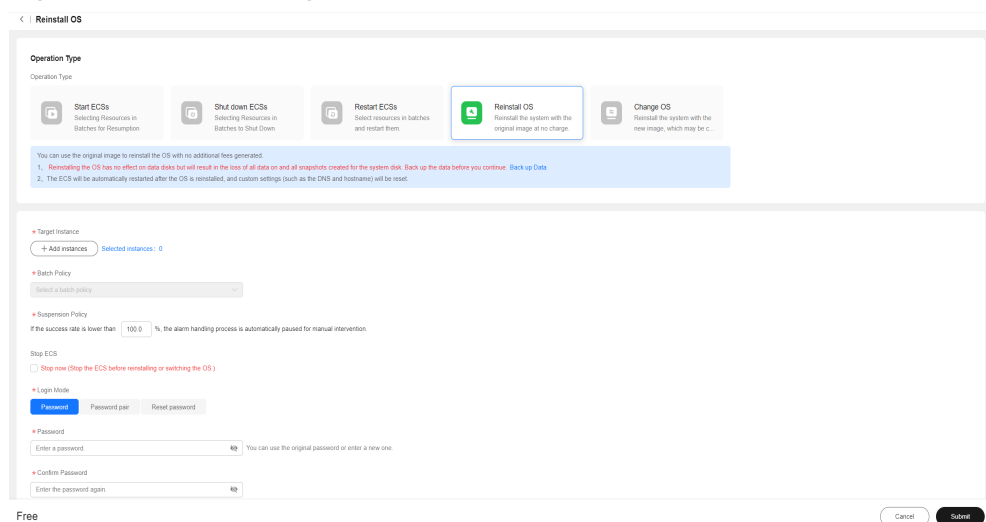 Reinstall OS
Operation Type
Operation Type
Start ECSs
Selecting Resources in
Batches for Resumption
Shut down ECSs
Selecting Resources in
Batches to Shut Down
Restart ECSs
Select resources in batches
and restart them.
Reinstall OS
Reinstall the system with the
original image at no charge.
Change OS
Reinstall the system with the
new image, which may be c...
You can use the original image to reinstall the OS with no additional fees generated.
1、 Reinstalling the OS has no effect on data disks but will result in the loss of all data on and all snapshots created for the system disk. Back up the data before you continue. Back up Data
2、 The ECS will be automatically restarted after the OS is reinstalled, and custom settings (such as the DNS and hostname) will be reset.
* Target Instance
+ Add instances Selected instances: 0
* Batch Policy
Select a batch policy
* Suspension Policy
If the success rate is lower than 100.0 %, the alarm handling process is automatically paused for manual intervention.
Stop ECS
Stop now (Stop the ECS before reinstalling or switching the OS.)
* Login Mode
Password Password pair Reset password
* Password
Enter a password. You can use the original password or enter a new one.
* Confirm Password
Enter the password again.
Free
Cancel Submit